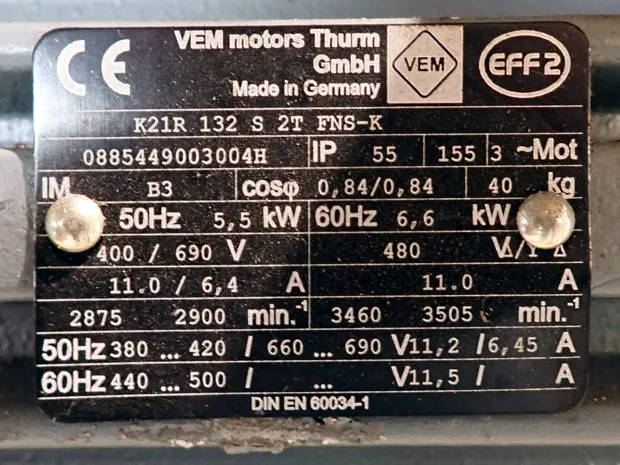 CE VEM motors Thurm
GmbH
Made in Germany
VEM
EFF2
K21R 132 S 2T FNS-K
0885449003004H IP 55 155 3 ~Mot
IM B3 cosφ 0,84/0,84 40 kg
50Hz 5,5 kW 60Hz 6,6 kW
400 / 690 V 480 V
11.0 / 6,4 A 11.0 A
2875 2900 min.-1 3460 3505 min.-1
50Hz 380 ... 420 / 660 ... 690 V 11,2 / 6,45 A
60Hz 440 ... 500 / ... V 11,5 / A
DIN EN 60034-1